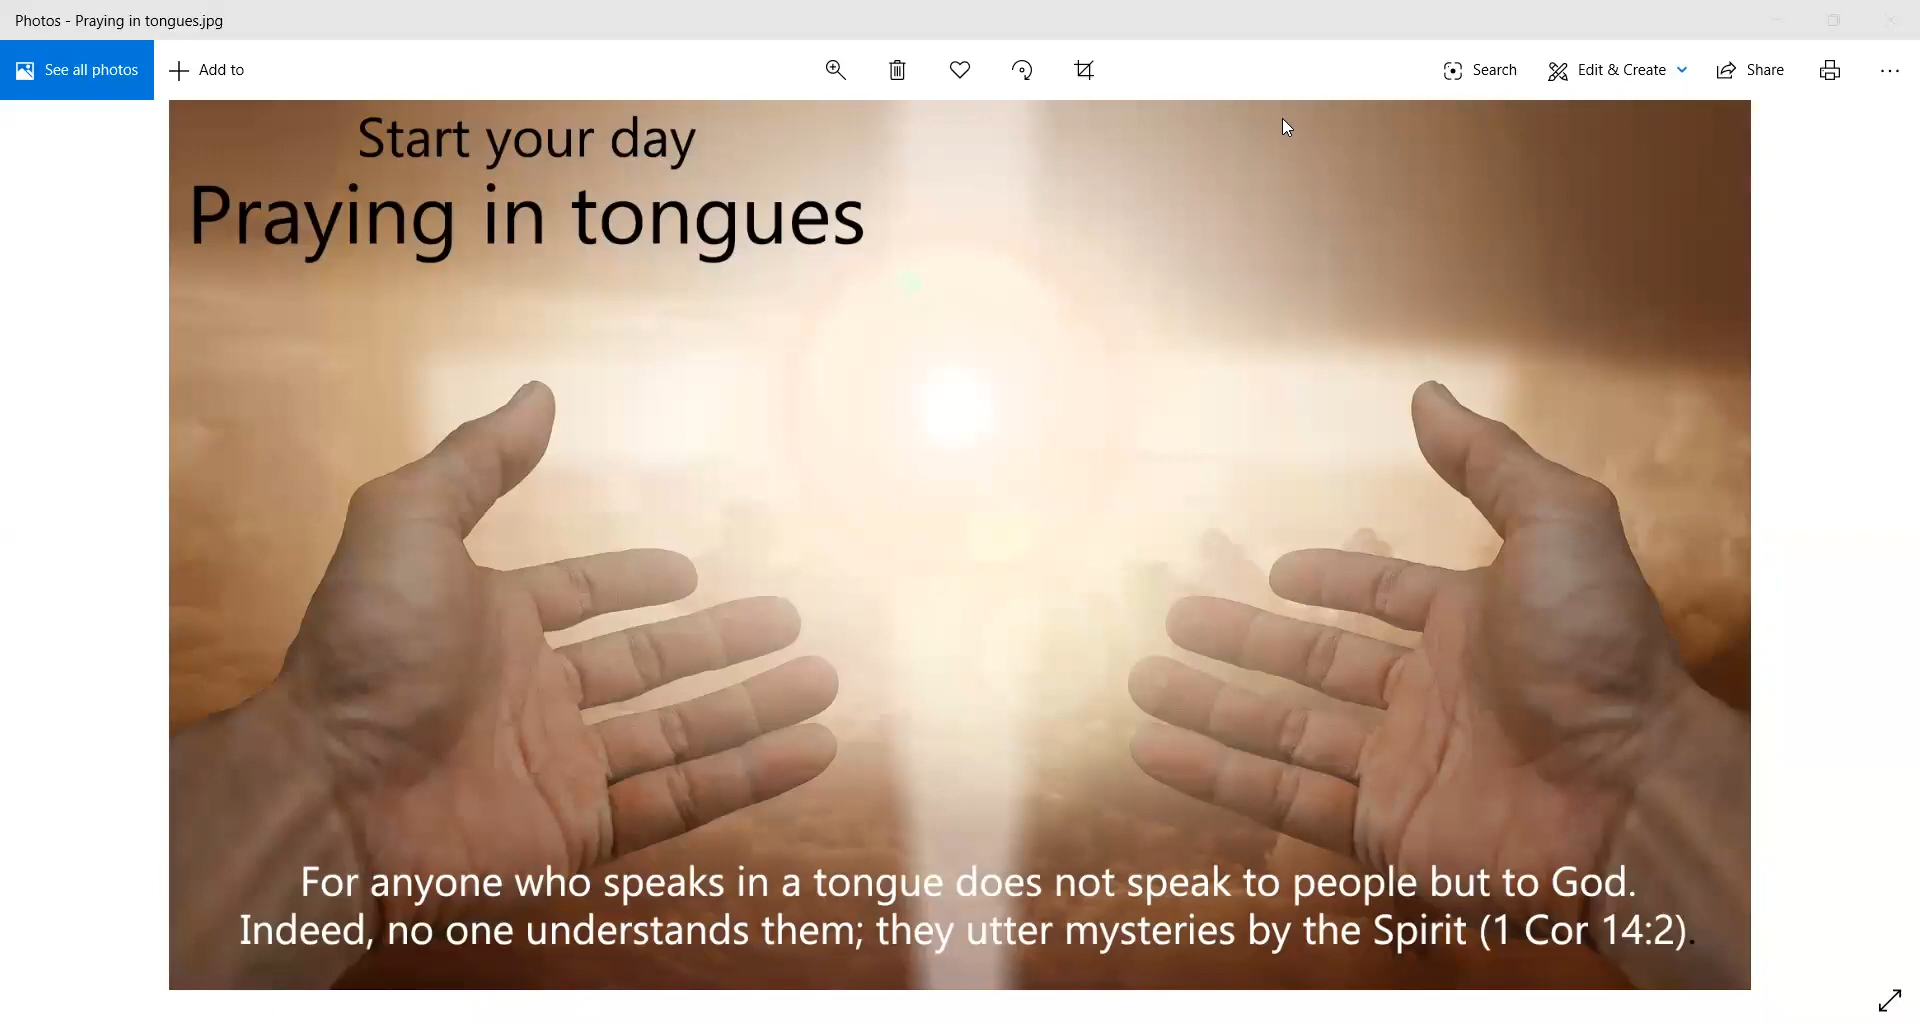 Photos - Praying in tongues.jpg
See all photos
Add to
Search
Edit & Create
Share
Start your day
Praying in tongues
For anyone who speaks in a tongue does not speak to people but to God.
Indeed, no one understands them; they utter mysteries by the Spirit (1 Cor 14:2).